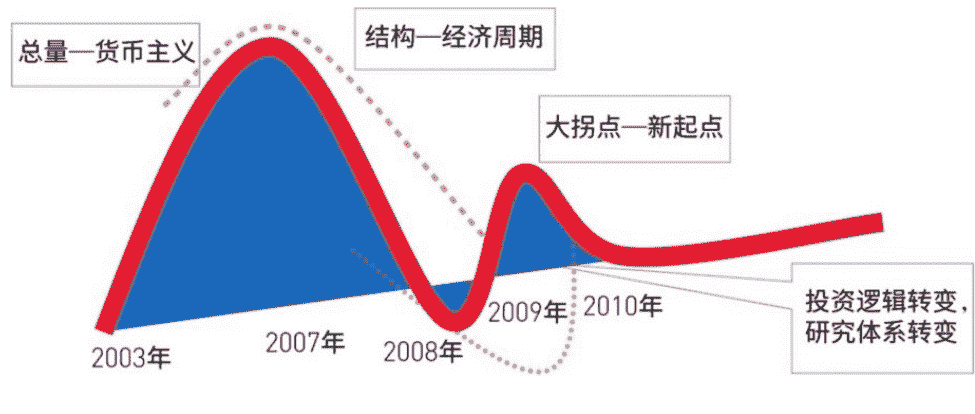 总量—货币主义
结构—经济周期
大拐点—新起点
2003年
2007年
2008年
2009年
2010年
投资逻辑转变，
研究体系转变